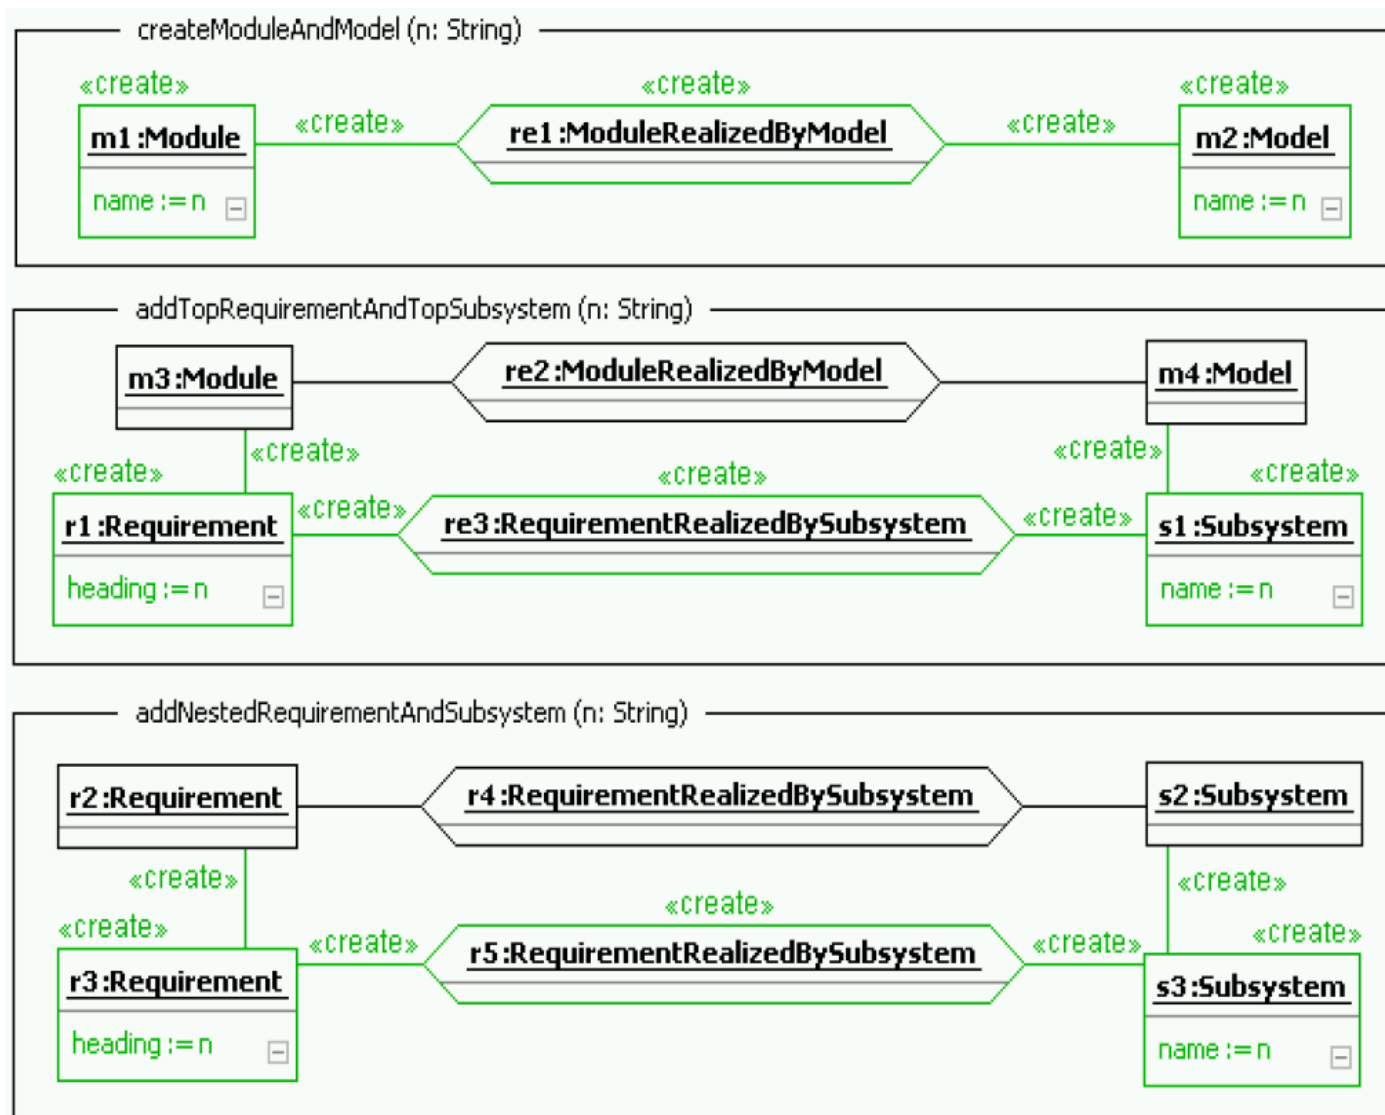 createModuleAndModel (n: String)
«create» «create» «create»
«create» «create»
m1:Module re1:ModuleRealizedByModel m2:Model
name := n name := n
addTopRequirementAndTopSubsystem (n: String)
m3:Module re2:ModuleRealizedByModel m4:Model
«create» «create»
«create» «create» «create»
«create» «create»
r1:Requirement re3:RequirementRealizedBySubsystem s1:Subsystem
heading := n name := n
addNestedRequirementAndSubsystem (n: String)
r2:Requirement r4:RequirementRealizedBySubsystem s2:Subsystem
«create» «create»
«create» «create» «create»
«create» «create»
r3:Requirement r5:RequirementRealizedBySubsystem s3:Subsystem
heading := n name := n